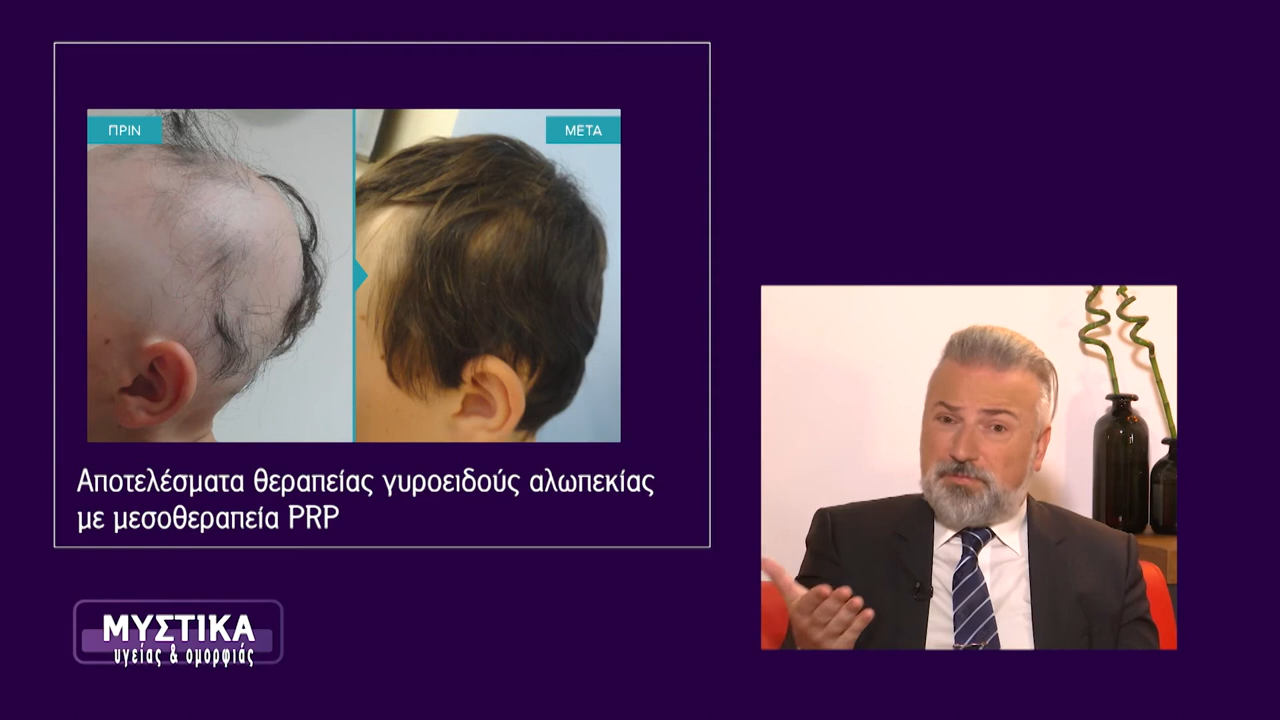 ΠΡΙΝ
ΜΕΤΑ
Αποτελέσματα θεραπείας γυροειδούς αλωπεκίας
με μεσοθεραπεία PRP
ΜΥΣΤΙΚΑ
υγείας & ομορφιάς